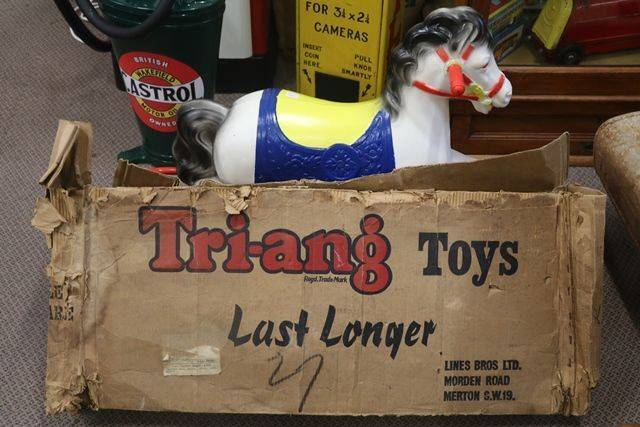 FOR 3¼×2¼
CAMERAS
INSERT
COIN
HERE
PULL
KNOB
SMARTLY
BRITISH
WAKEFIELD
CASTROL
MOTOR OIL
OWNED
Tri-ang Toys
Regd. Trade Mark
Last Longer
LINES BROS LTD.
MORDEN ROAD
MERTON S.W.19.